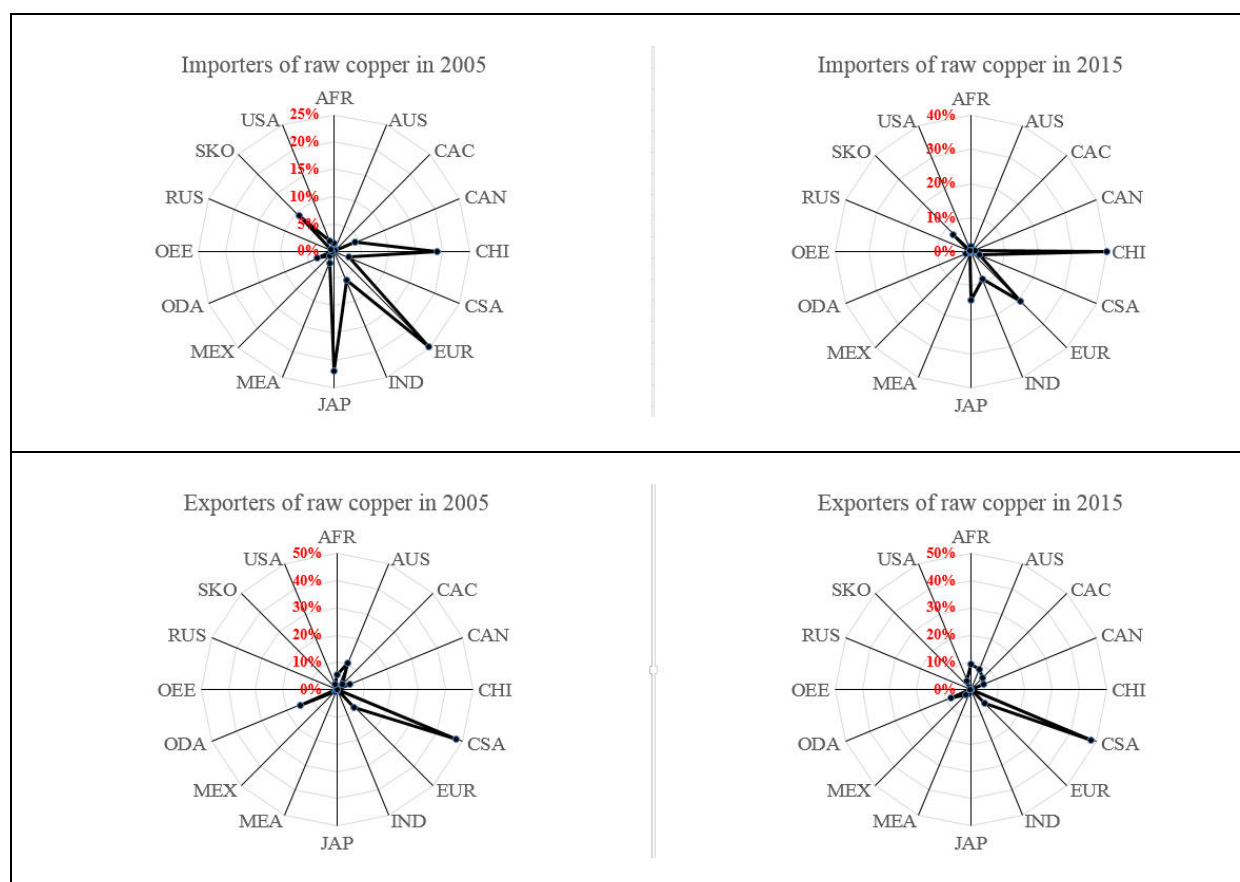 Importers of raw copper in 2005
AFR
AUS
CAC
CAN
CHI
CSA
EUR
IND
JAP
MEA
MEX
ODA
OEE
RUS
SKO
USA
25%
20%
15%
10%
5%
0%
Importers of raw copper in 2015
AFR
AUS
CAC
CAN
CHI
CSA
EUR
IND
JAP
MEA
MEX
ODA
OEE
RUS
SKO
USA
40%
30%
20%
10%
0%
Exporters of raw copper in 2005
AFR
AUS
CAC
CAN
CHI
CSA
EUR
IND
JAP
MEA
MEX
ODA
OEE
RUS
SKO
USA
50%
40%
30%
20%
10%
0%
Exporters of raw copper in 2015
AFR
AUS
CAC
CAN
CHI
CSA
EUR
IND
JAP
MEA
MEX
ODA
OEE
RUS
SKO
USA
50%
40%
30%
20%
10%
0%